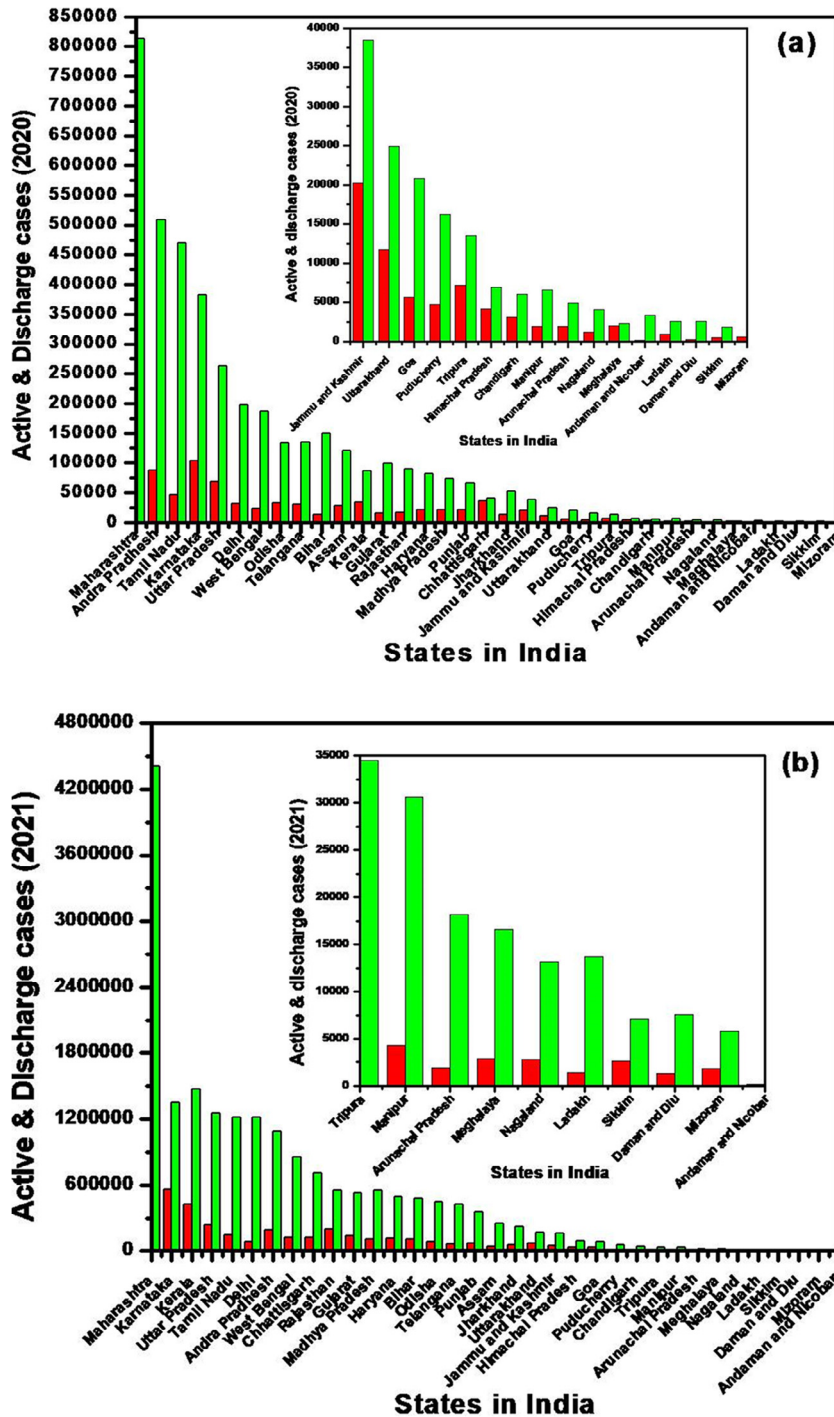 (a)
Active & Discharge cases (2020)
850000
800000
750000
700000
650000
600000
550000
500000
450000
400000
350000
300000
250000
200000
150000
100000
50000
0
Maharashtra
Andra Pradhesh
Tamil Nadu
Karnataka
Uttar Pradesh
Delhi
West Bengal
Odisha
Telangana
Bihar
Assam
Kerala
Gujarat
Rajasthan
Haryana
Madhya Pradesh
Punjab
Chhattisgarh
Jharkhand
Jammu and Kashmir
Uttarakhand
Goa
Puducherry
Tripura
Himachal Pradesh
Chandigarh
Manipur
Arunachal Pradesh
Nagaland
Meghalaya
Andaman and Nicobar
Ladakh
Daman and Diu
Sikkim
Mizoram
States in India
Active & discharge cases (2020)
40000
35000
30000
25000
20000
15000
10000
5000
0
Jammu and Kashmir
Uttarakhand
Goa
Puducherry
Tripura
Himachal Pradesh
Chandigarh
Manipur
Arunachal Pradesh
Nagaland
Meghalaya
Andaman and Nicobar
Ladakh
Daman and Diu
Sikkim
Mizoram
States in India
(b)
Active & Discharge cases (2021)
4800000
4200000
3600000
3000000
2400000
1800000
1200000
600000
0
Maharashtra
Karnataka
Kerala
Uttar Pradesh
Tamil Nadu
Delhi
Andra Pradhesh
West Bengal
Chhattisgarh
Rajasthan
Gujarat
Madhya Pradesh
Haryana
Bihar
Odisha
Telangana
Punjab
Assam
Jharkhand
Uttarakhand
Jammu and Kashmir
Himachal Pradesh
Goa
Puducherry
Chandigarh
Tripura
Manipur
Arunachal Pradesh
Meghalaya
Nagaland
Ladakh
Sikkim
Daman and Diu
Mizoram
Andaman and Nicobar
States in India
Active & discharge cases (2021)
35000
30000
25000
20000
15000
10000
5000
0
Tripura
Manipur
Arunachal Pradesh
Meghalaya
Nagaland
Ladakh
Sikkim
Daman and Diu
Mizoram
Andaman and Nicobar
States in India